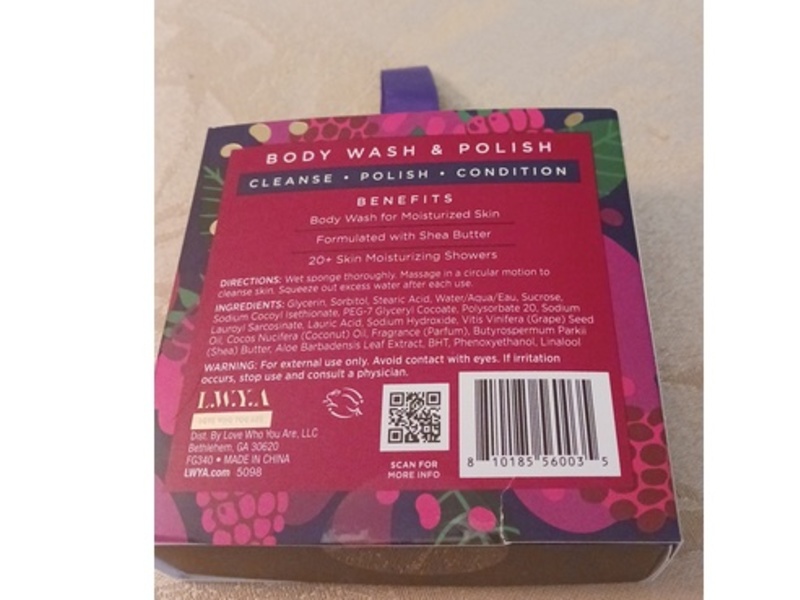 BODY WASH & POLISH
CLEANSE • POLISH • CONDITION
BENEFITS
Body Wash for Moisturized Skin
Formulated with Shea Butter
20+ Skin Moisturizing Showers
DIRECTIONS: Wet sponge thoroughly. Massage in a circular motion to
cleanse skin. Squeeze out excess water after each use.
INGREDIENTS: Glycerin, Sorbitol, Stearic Acid, Water/Aqua/Eau, Sucrose,
Sodium Cocoyl Isethionate, PEG-7 Glyceryl Cocoate, Polysorbate 20, Sodium
Lauroyl Sarcosinate, Lauric Acid, Sodium Hydroxide, Vitis Vinifera (Grape) Seed
Oil, Cocos Nucifera (Coconut) Oil, Fragrance (Parfum), Butyrospermum Parkii
(Shea) Butter, Aloe Barbadensis Leaf Extract, BHT, Phenoxyethanol, Linalool
WARNING: For external use only. Avoid contact with eyes. If irritation
occurs, stop use and consult a physician.
L.W.Y.A
LOVE WHO YOU ARE
Dist. By Love Who You Are, LLC
Bethlehem, GA 30620
FG340 • MADE IN CHINA
LWYA.com 5098
SCAN FOR
MORE INFO
8 10185 56003 5